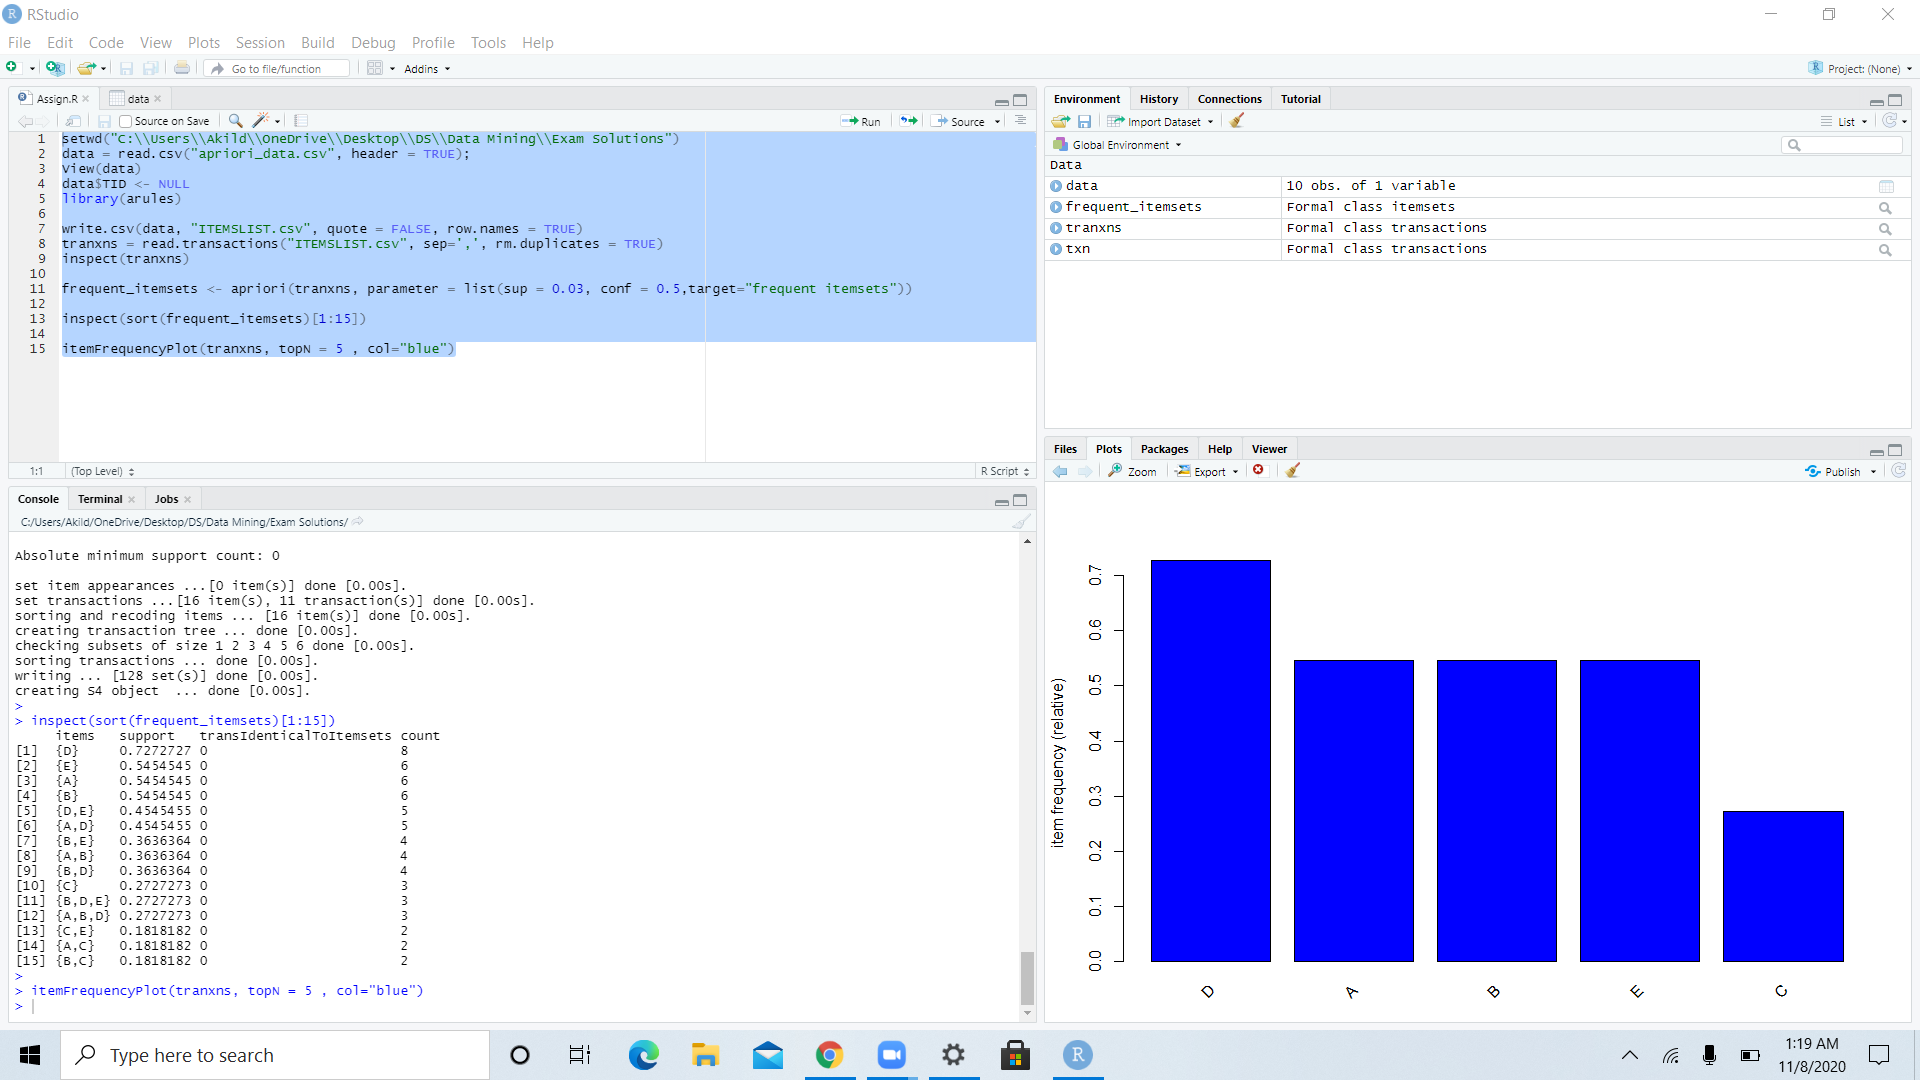 RStudio
File Edit Code View Plots Session Build Debug Profile Tools Help
Go to file/function Addins Project: (None)
Assign.R data
Source on Save Run Source
1 setwd("C:\\Users\\Akild\\OneDrive\\Desktop\\DS\\Data Mining\\Exam Solutions")
2 data = read.csv("apriori_data.csv", header = TRUE);
3 View(data)
4 data$TID <- NULL
5 library(arules)
6
7 write.csv(data, "ITEMSLIST.csv", quote = FALSE, row.names = TRUE)
8 tranxns = read.transactions("ITEMSLIST.csv", sep=',', rm.duplicates = TRUE)
9 inspect(tranxns)
10
11 frequent_itemsets <- apriori(tranxns, parameter = list(sup = 0.03, conf = 0.5,target="frequent itemsets"))
12
13 inspect(sort(frequent_itemsets)[1:15])
14
15 itemFrequencyPlot(tranxns, topN = 5 , col="blue")
1:1 (Top Level) R Script
Console Terminal Jobs
C:/Users/Akild/OneDrive/Desktop/DS/Data Mining/Exam Solutions/
Absolute minimum support count: 0
set item appearances ...[0 item(s)] done [0.00s].
set transactions ...[16 item(s), 11 transaction(s)] done [0.00s].
sorting and recoding items ... [16 item(s)] done [0.00s].
creating transaction tree ... done [0.00s].
checking subsets of size 1 2 3 4 5 6 done [0.00s].
sorting transactions ... done [0.00s].
writing ... [128 set(s)] done [0.00s].
creating S4 object  ... done [0.00s].
>
> inspect(sort(frequent_itemsets)[1:15])
items support transIdenticalToItemsets count
[1] {D} 0.7272727 0 8
[2] {E} 0.5454545 0 6
[3] {A} 0.5454545 0 6
[4] {B} 0.5454545 0 6
[5] {D,E} 0.4545455 0 5
[6] {A,D} 0.4545455 0 5
[7] {B,E} 0.3636364 0 4
[8] {A,B} 0.3636364 0 4
[9] {B,D} 0.3636364 0 4
[10] {C} 0.2727273 0 3
[11] {B,D,E} 0.2727273 0 3
[12] {A,B,D} 0.2727273 0 3
[13] {C,E} 0.1818182 0 2
[14] {A,C} 0.1818182 0 2
[15] {B,C} 0.1818182 0 2
>
> itemFrequencyPlot(tranxns, topN = 5 , col="blue")
>
Environment History Connections Tutorial
Import Dataset List
Global Environment
Data
data 10 obs. of 1 variable
frequent_itemsets Formal class itemsets
tranxns Formal class transactions
txn Formal class transactions
Files Plots Packages Help Viewer
Zoom Export Publish
item frequency (relative)
0.7
0.6
0.5
0.4
0.3
0.2
0.1
0.0
D A B E C
Type here to search
1:19 AM
11/8/2020